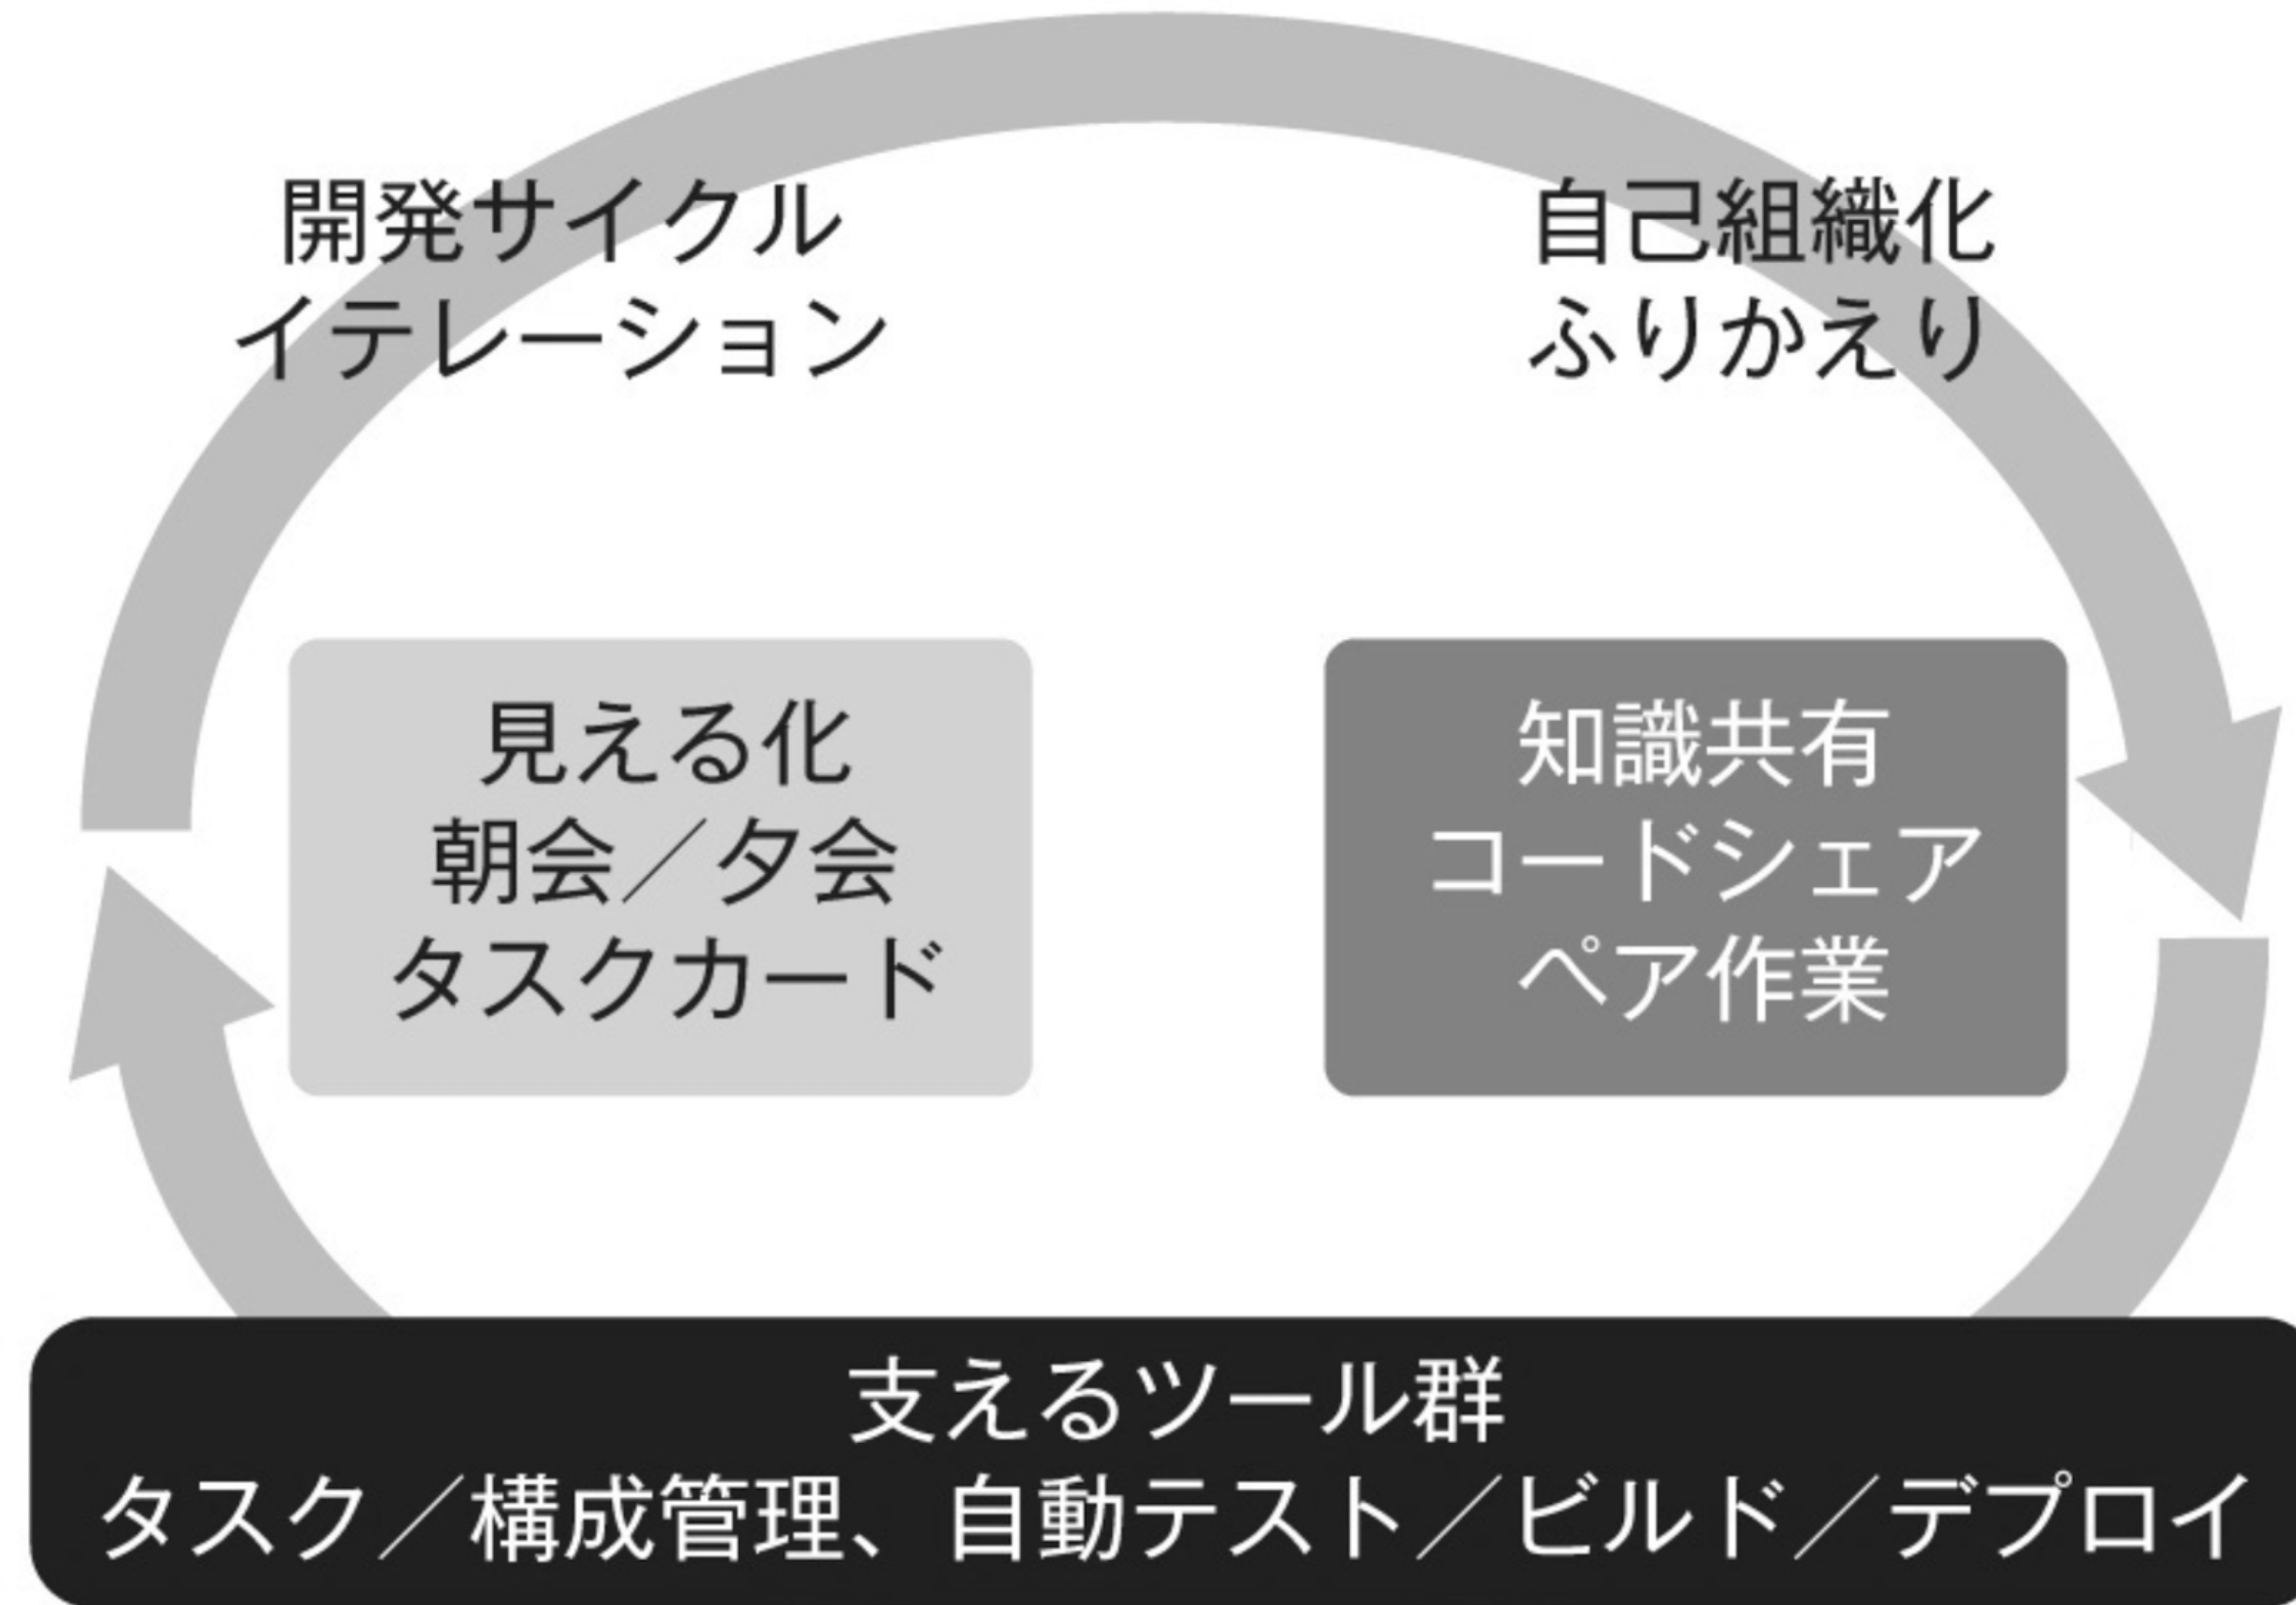 開発サイクル
イテレーション
自己組織化
ふりかえり
見える化
朝会／夕会
タスクカード
知識共有
コードシェア
ペア作業
支えるツール群
タスク／構成管理、自動テスト／ビルド／デプロイ